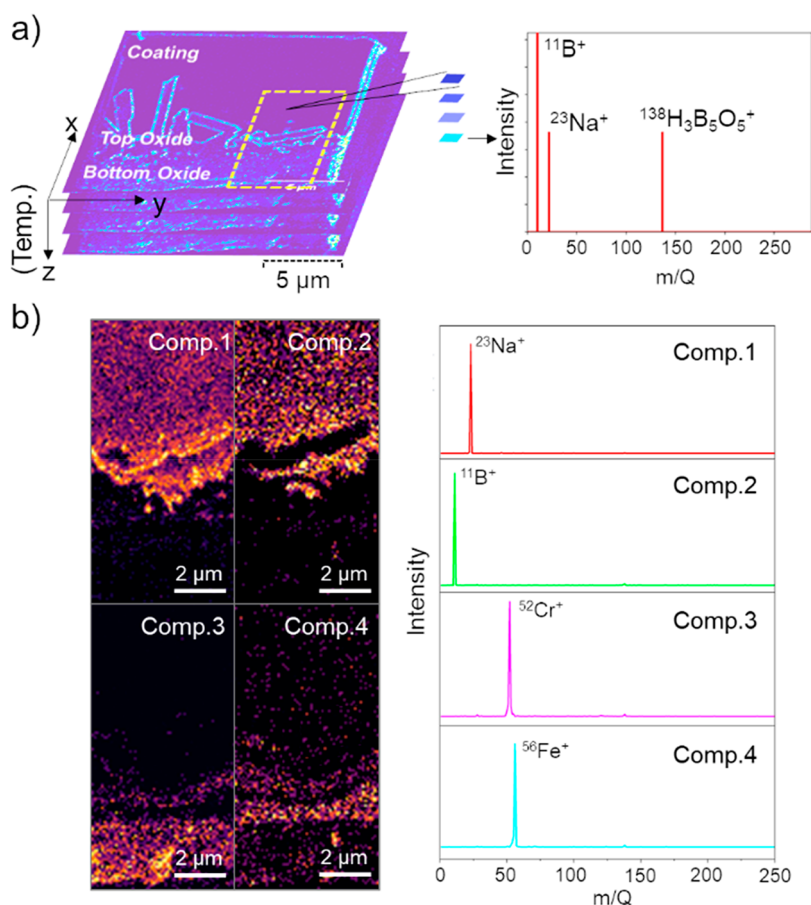 a)
Coating
Top Oxide
Bottom Oxide
x
y
z
(Temp.)
5 µm
5 µm
¹¹B⁺
²³Na⁺
¹³⁸H₃B₅O₅⁺
Intensity
0 50 100 150 200 250
m/Q
b)
Comp.1
2 µm
Comp.2
2 µm
Comp.3
2 µm
Comp.4
2 µm
²³Na⁺
Comp.1
¹¹B⁺
Comp.2
⁵²Cr⁺
Comp.3
⁵⁶Fe⁺
Comp.4
Intensity
0 50 100 150 200 250
m/Q